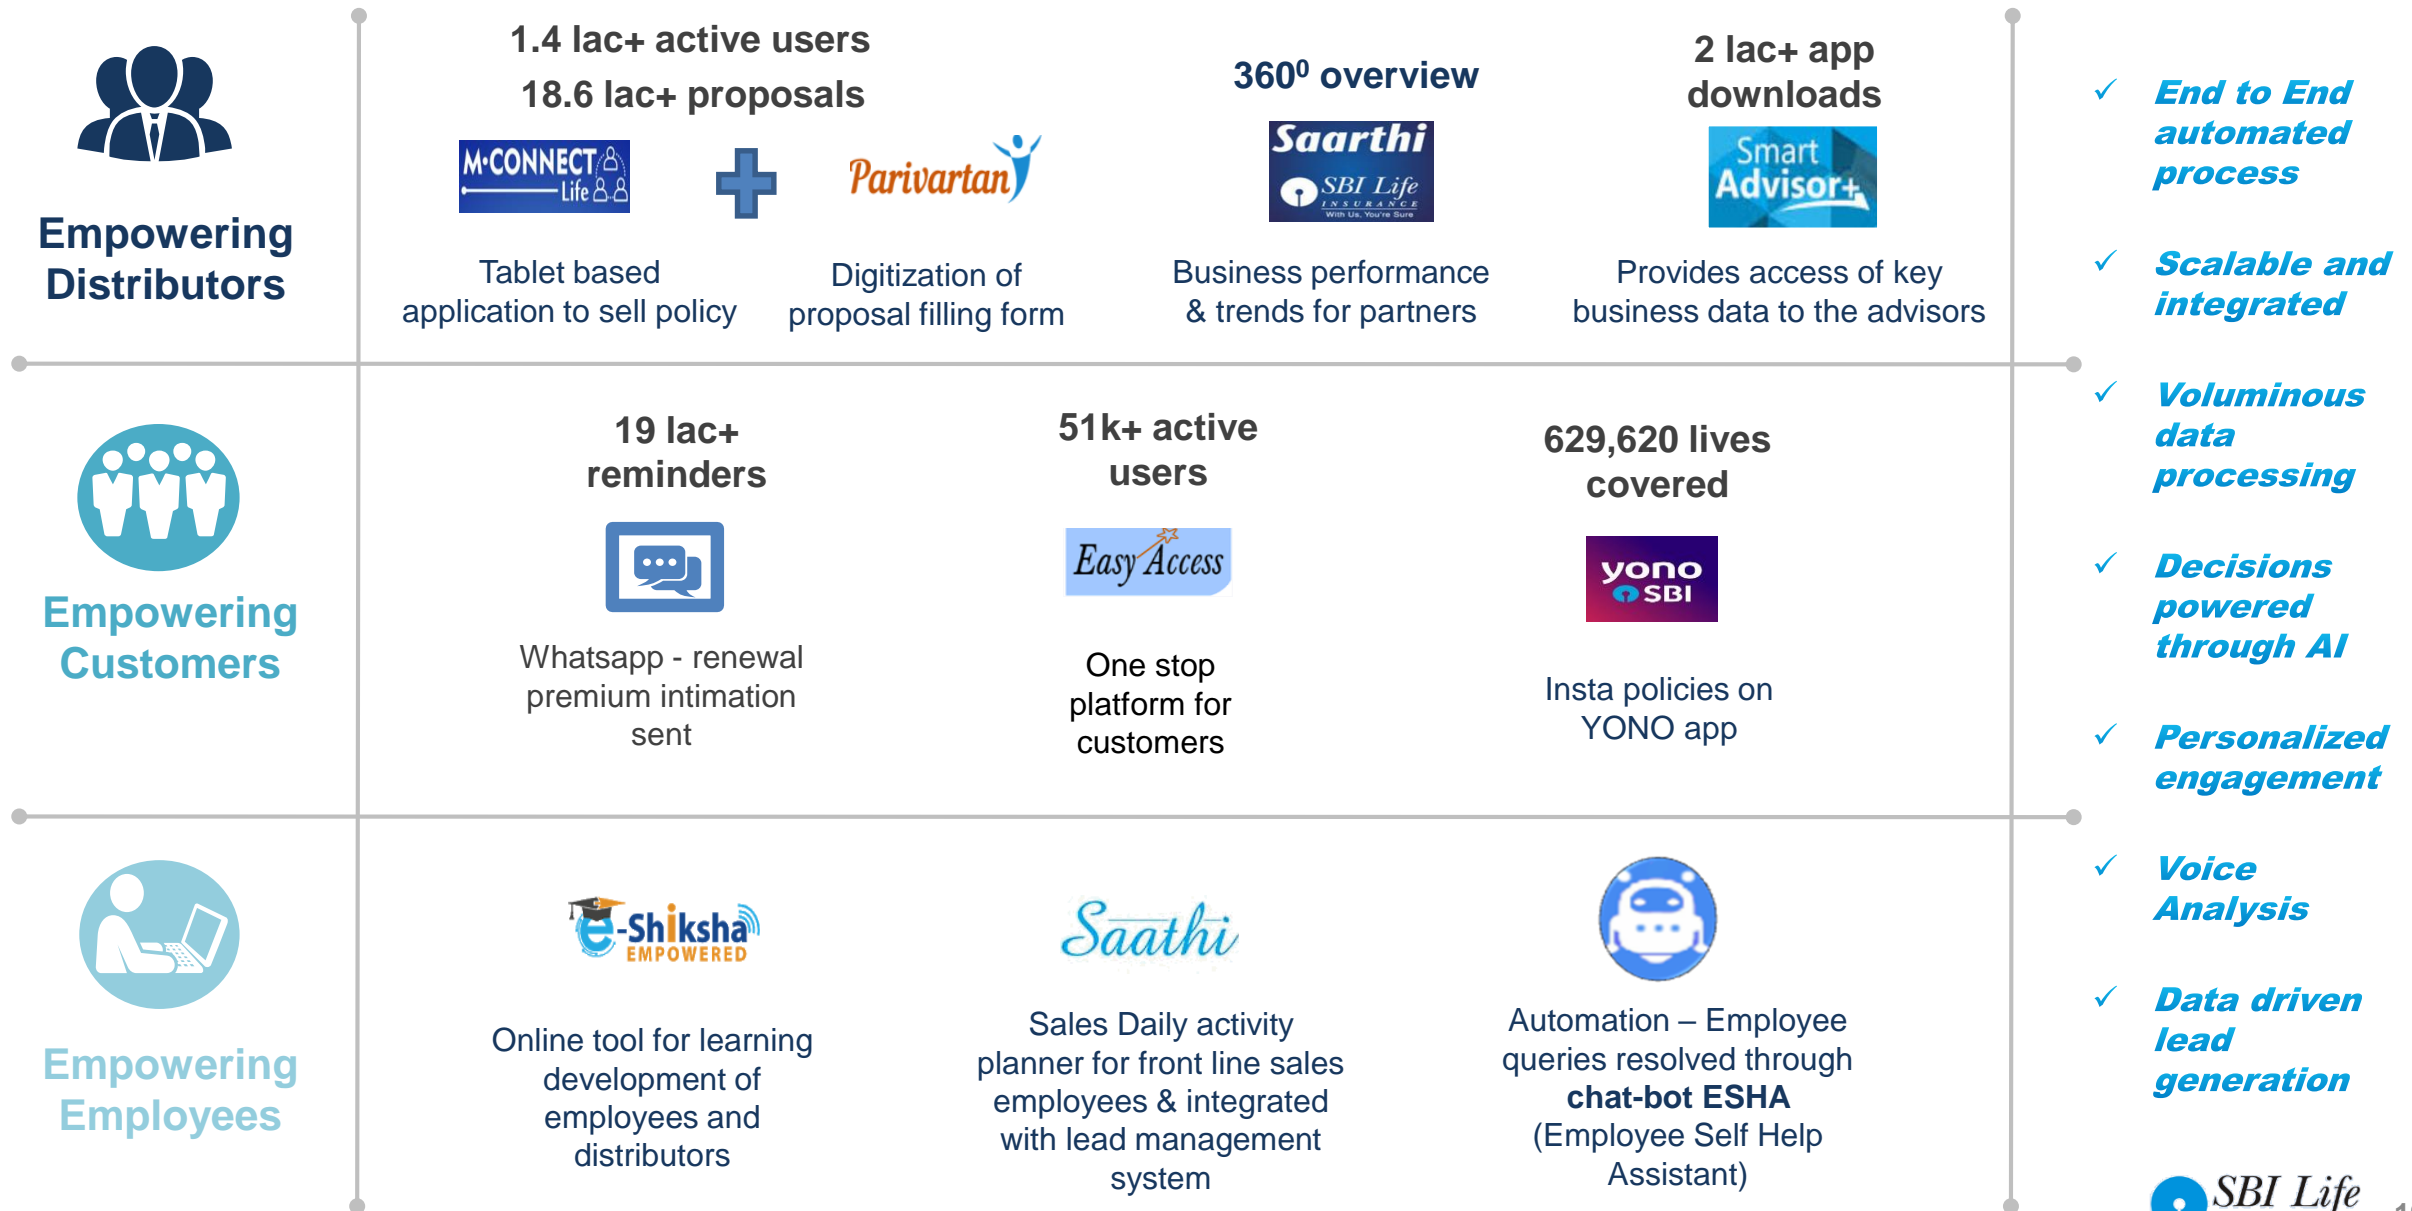 1.4 lac+ active users
18.6 lac+ proposals
360⁰ overview
2 lac+ app
downloads
M-CONNECT
Life
Parivartan
Saarthi
SBI Life
INSURANCE
With Us, You're Sure
Smart
Advisor+
Empowering
Distributors
Tablet based
application to sell policy
Digitization of
proposal filling form
Business performance
& trends for partners
Provides access of key
business data to the advisors
19 lac+
reminders
51k+ active
users
629,620 lives
covered
Easy Access
yono
SBI
Empowering
Customers
Whatsapp - renewal
premium intimation
sent
One stop
platform for
customers
Insta policies on
YONO app
e-Shiksha
EMPOWERED
Saathi
Empowering
Employees
Online tool for learning
development of
employees and
distributors
Sales Daily activity
planner for front line sales
employees & integrated
with lead management
system
Automation – Employee
queries resolved through
chat-bot ESHA
(Employee Self Help
Assistant)
✓ End to End
automated
process
✓ Scalable and
integrated
✓ Voluminous
data
processing
✓ Decisions
powered
through AI
✓ Personalized
engagement
✓ Voice
Analysis
✓ Data driven
lead
generation
SBI Life